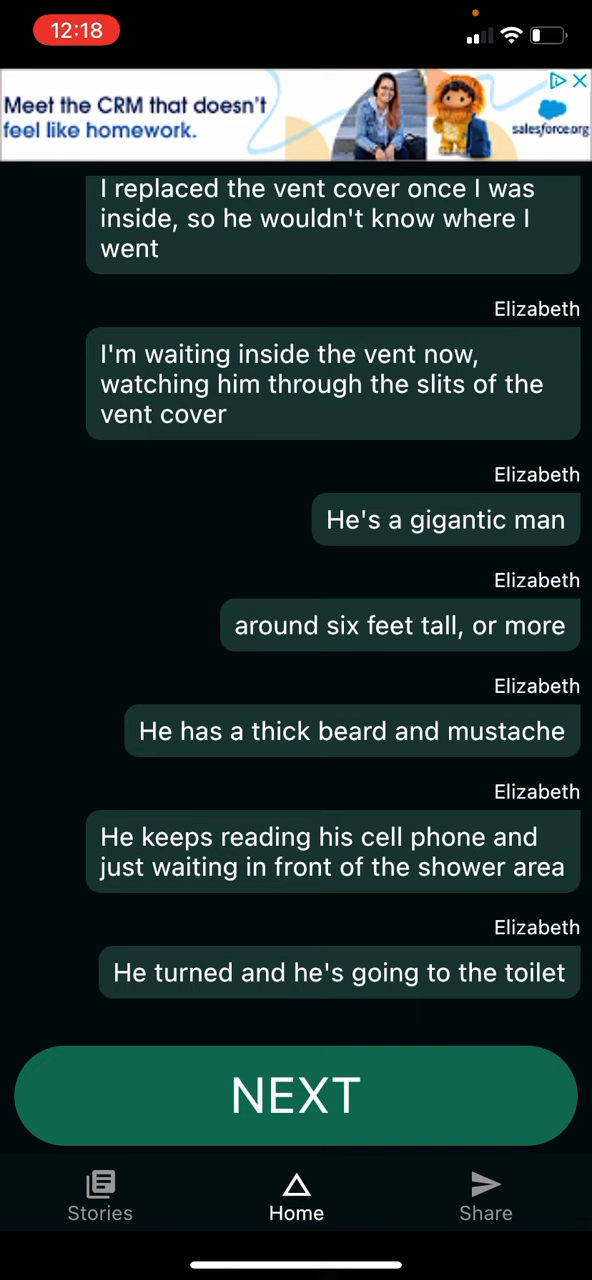 12:18
Meet the CRM that doesn't
feel like homework.
salesforce.org
I replaced the vent cover once I was
inside, so he wouldn't know where I
went
Elizabeth
I'm waiting inside the vent now,
watching him through the slits of the
vent cover
Elizabeth
He's a gigantic man
Elizabeth
around six feet tall, or more
Elizabeth
He has a thick beard and mustache
Elizabeth
He keeps reading his cell phone and
just waiting in front of the shower area
Elizabeth
He turned and he's going to the toilet
NEXT
Stories
Home
Share